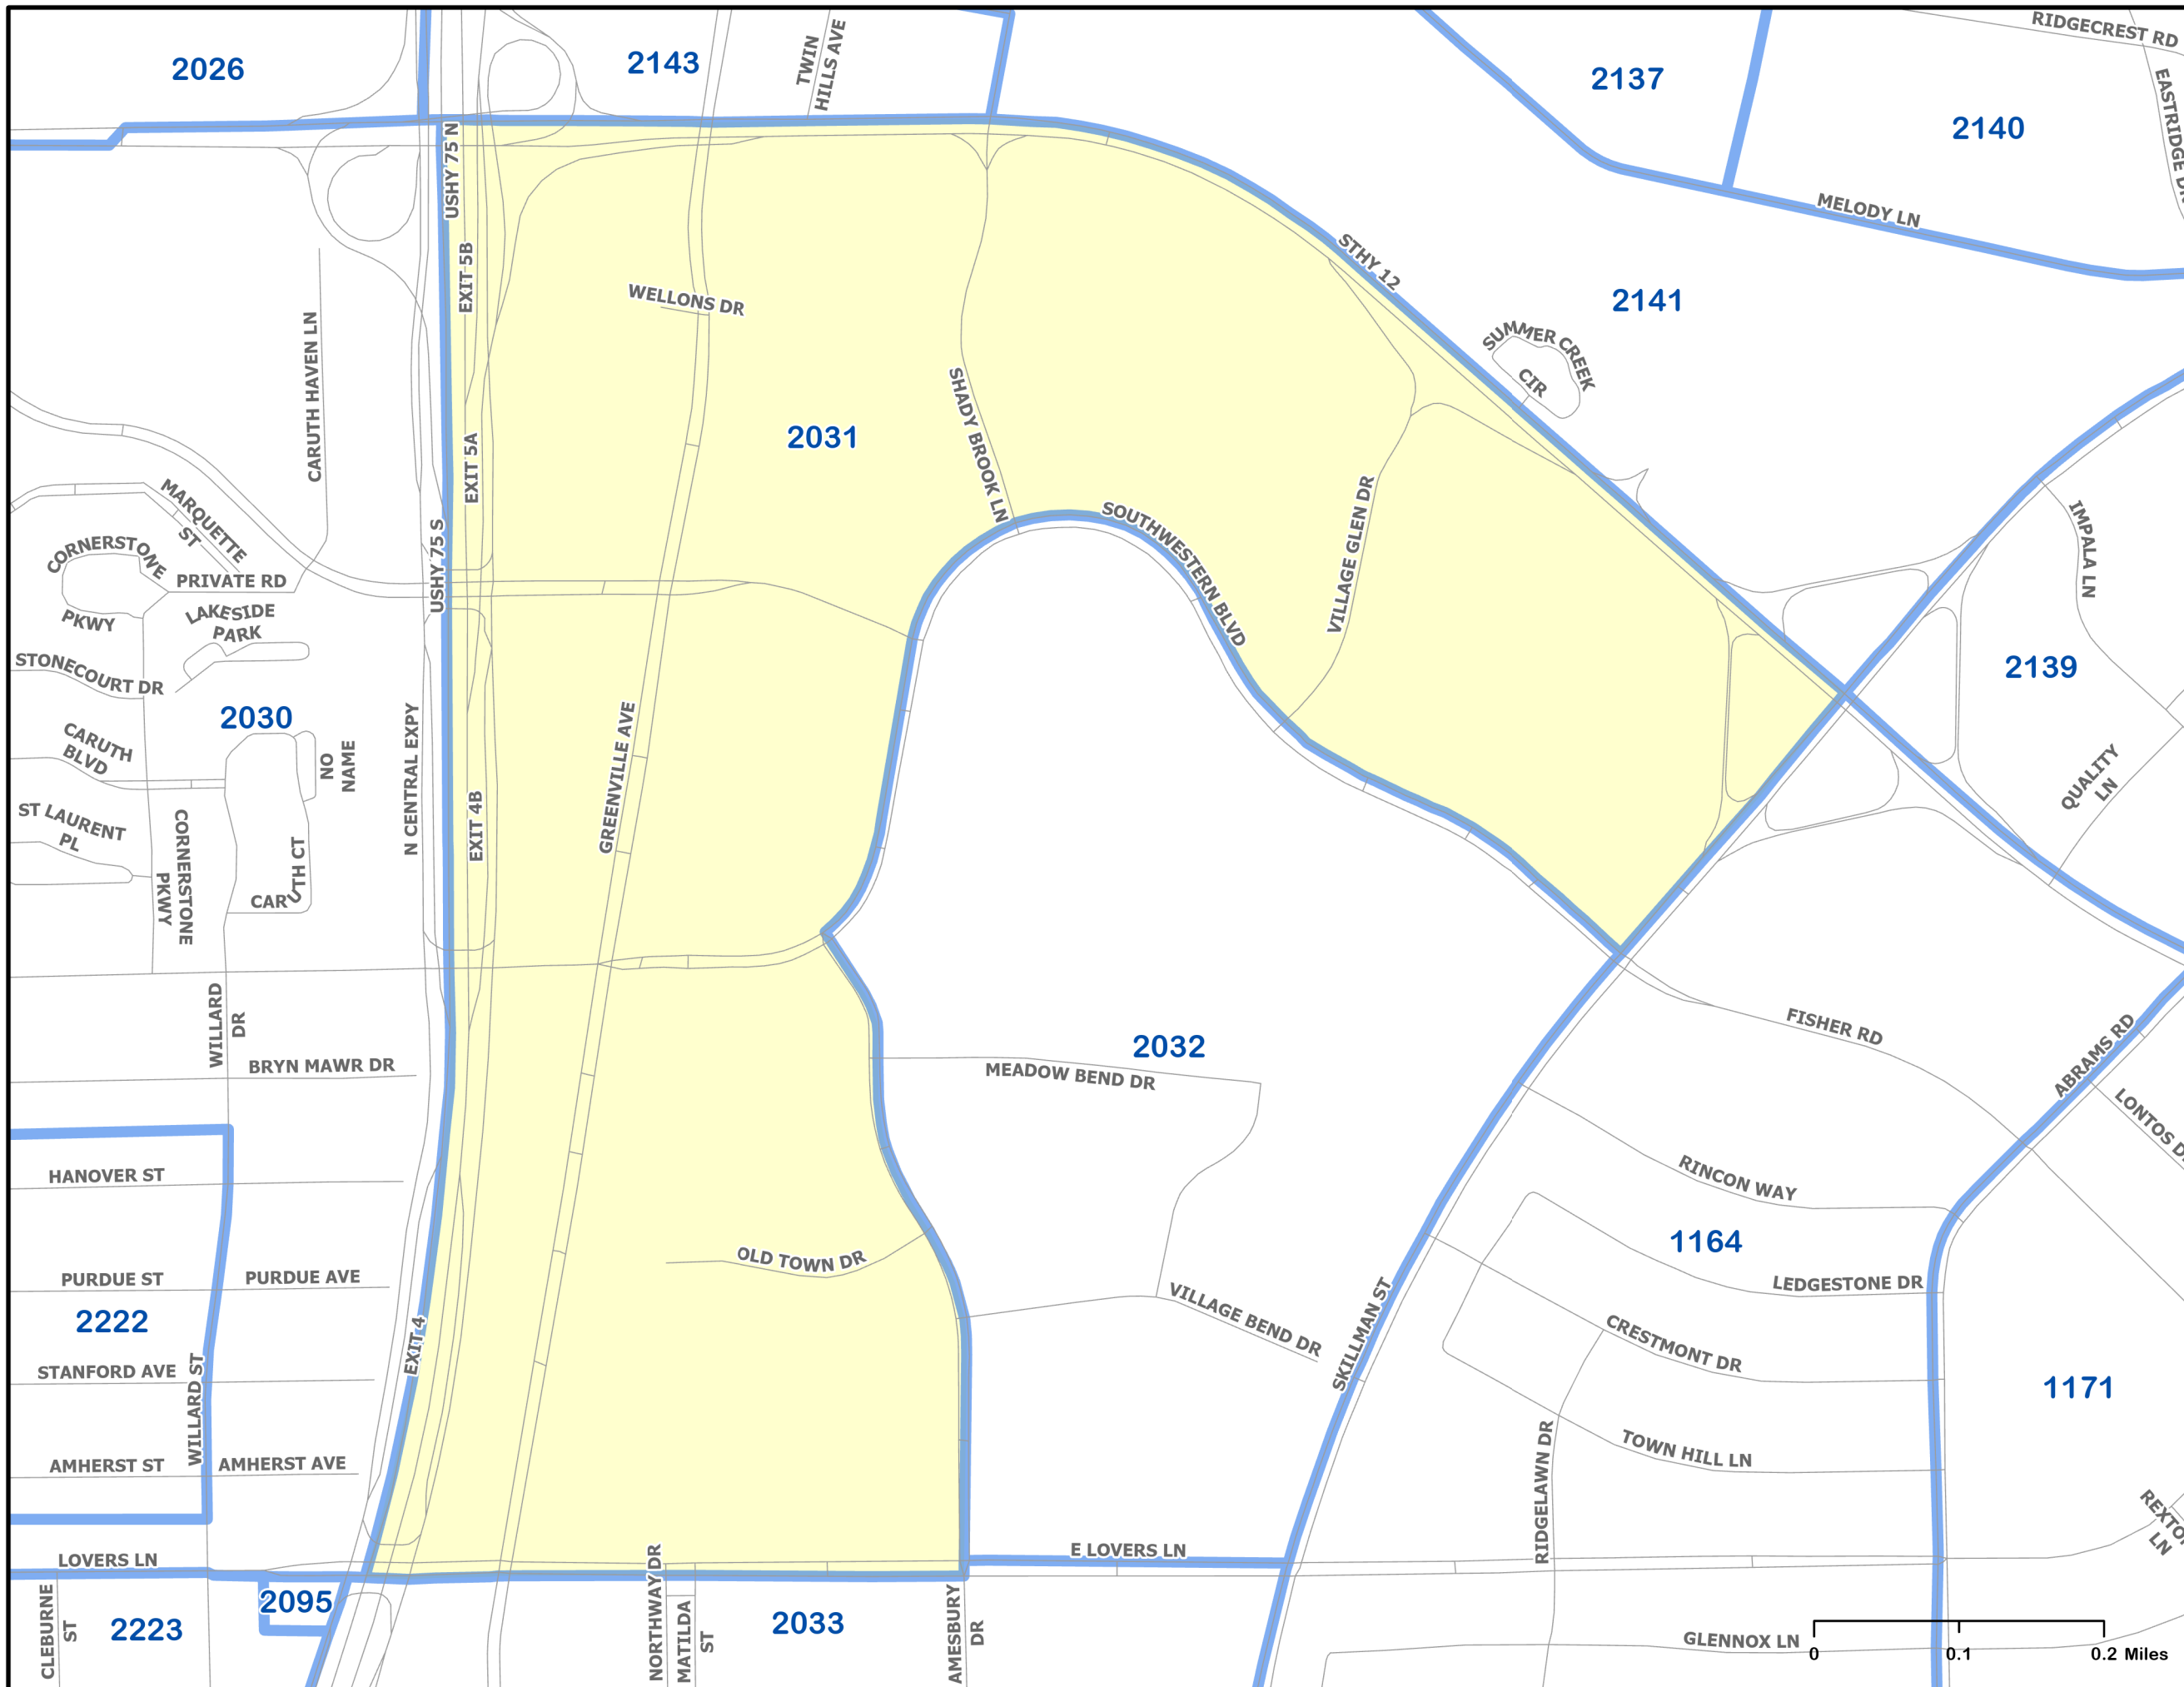 RIDGECREST RD
2026
2143
TWIN
HILLS AVE
2137
2140
EASTRIDGE DR
USHY 75 N
MELODY LN
EXIT 5B
STHY 12
WELLONS DR
2141
SUMMER CREEK
CIR
CARUTH HAVEN LN
2031
SHADY BROOK LN
EXIT 5A
MARQUETTE
ST
SOUTHWESTERN BLVD
VILLAGE GLEN DR
IMPALA LN
USHY 75 S
CORNERSTONE
PKWY
PRIVATE RD
LAKESIDE
PARK
STONECOURT DR
2139
2030
CARUTH
BLVD
NO
NAME
N CENTRAL EXPY
GREENVILLE AVE
EXIT 4B
QUALITY
LN
ST LAURENT
PL
CORNERSTONE
PKWY
CARUTH CT
WILLARD
DR
2032
FISHER RD
BRYN MAWR DR
MEADOW BEND DR
ABRAMS RD
LONTOS D
HANOVER ST
RINCON WAY
1164
OLD TOWN DR
PURDUE ST
PURDUE AVE
LEDGESTONE DR
VILLAGE BEND DR
SKILLMAN ST
2222
EXIT 4
CRESTMONT DR
STANFORD AVE
WILLARD ST
1171
TOWN HILL LN
RIDGELAWN DR
AMHERST ST
AMHERST AVE
REXTO
LN
LOVERS LN
E LOVERS LN
CLEBURNE
ST
2095
2223
NORTHWAY DR
MATILDA
ST
2033
AMESBURY
DR
GLENNOX LN
0
0.1
0.2 Miles